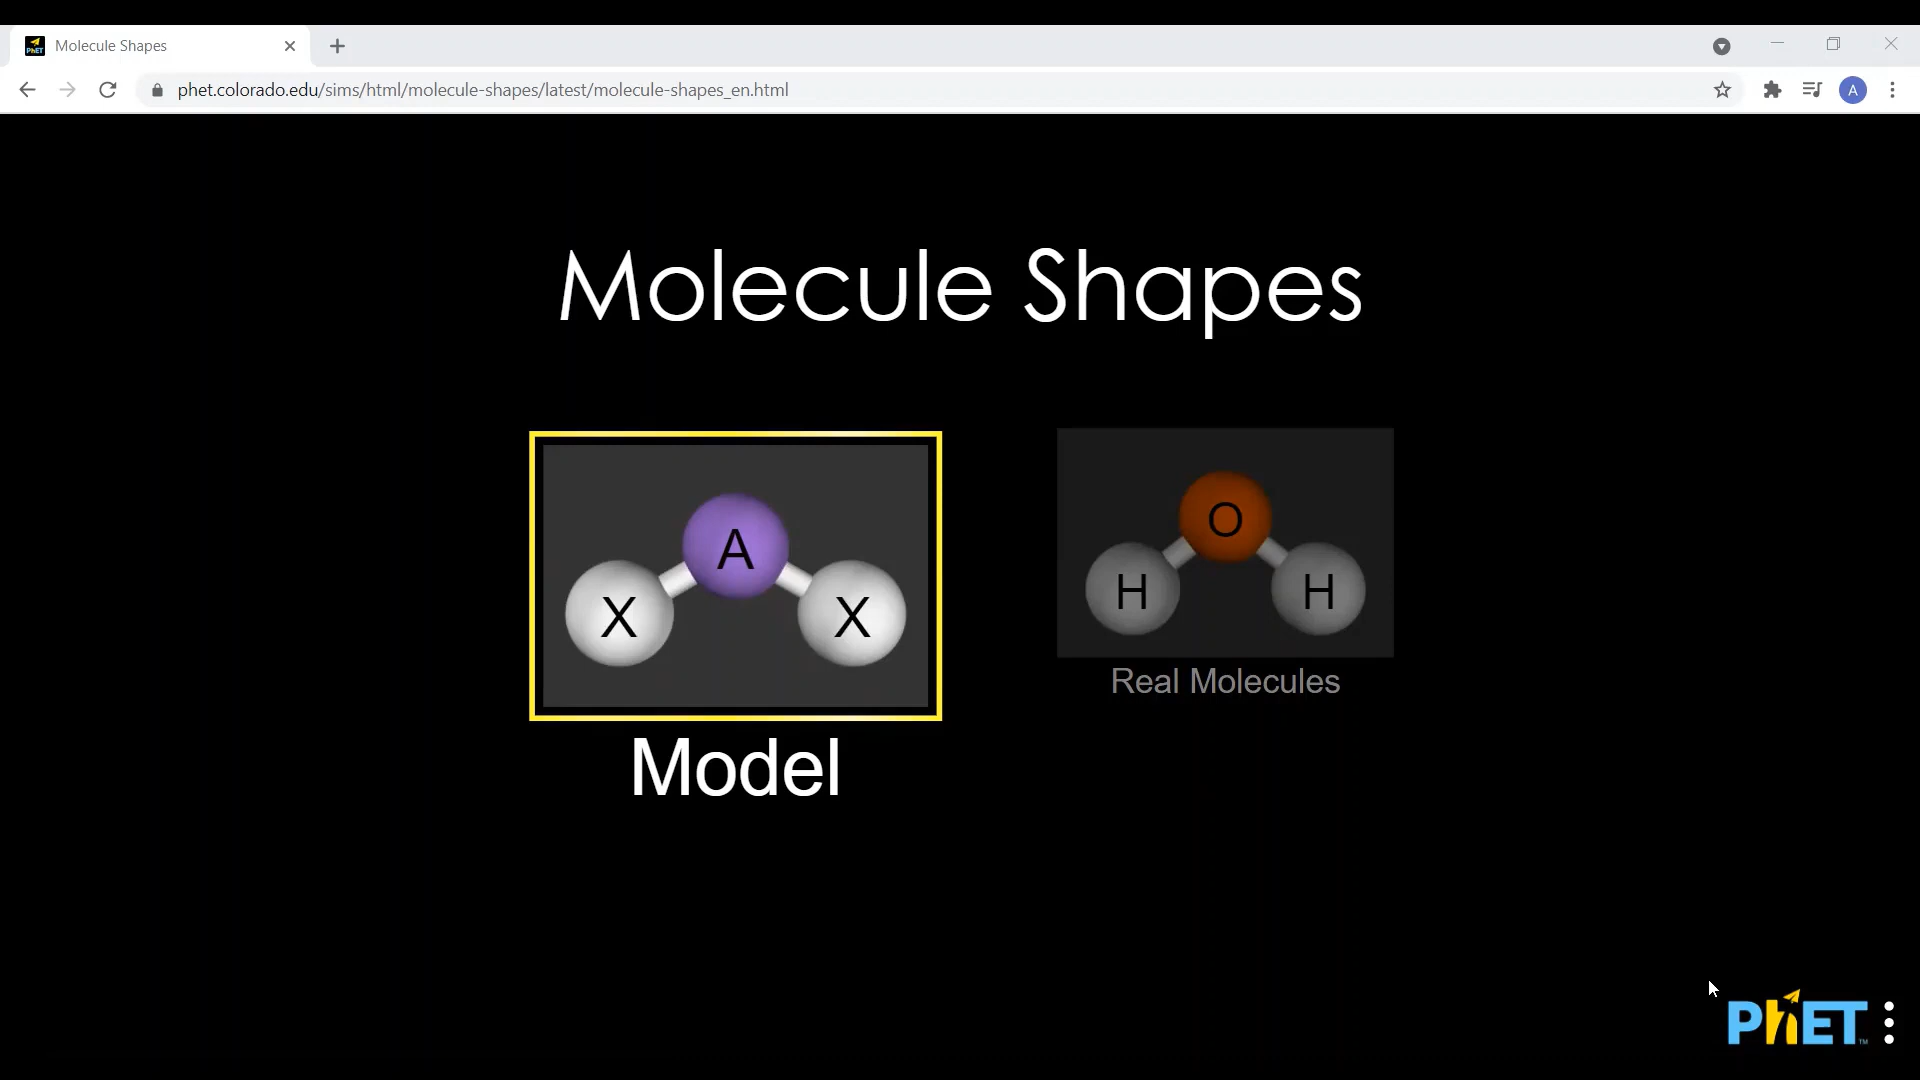 PhET Molecule Shapes
phet.colorado.edu/sims/html/molecule-shapes/latest/molecule-shapes_en.html
A
Molecule Shapes
A
X X
Model
O
H H
Real Molecules
PhET™